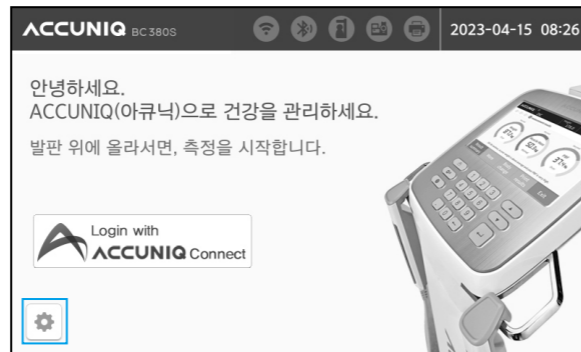 ACCUNIQ BC380S
2023-04-15 08:26
안녕하세요.
ACCUNIQ(아큐닉)으로 건강을 관리하세요.
발판 위에 올라서면, 측정을 시작합니다.
Login with
ACCUNIQ Connect